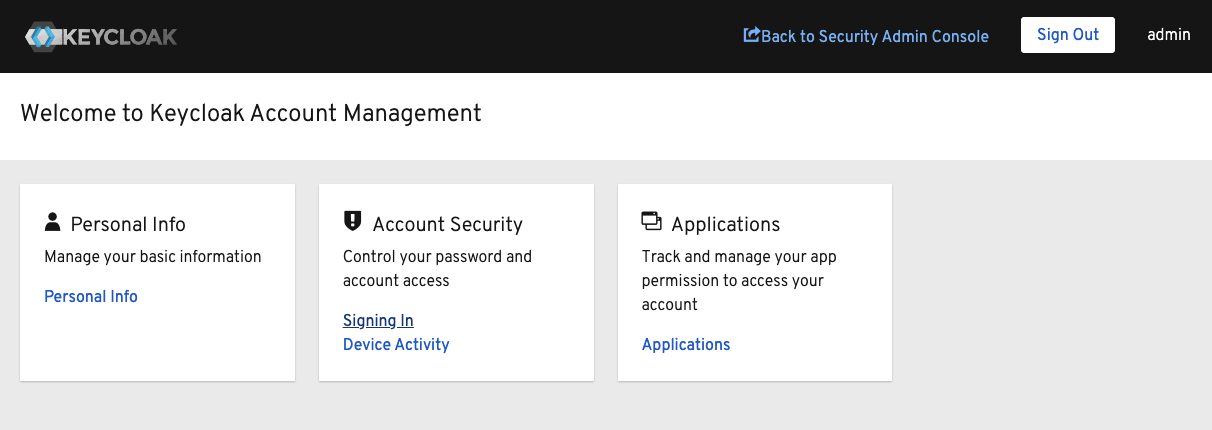 KEYCLOAK
Back to Security Admin Console
Sign Out
admin
Welcome to Keycloak Account Management
Personal Info
Manage your basic information
Personal Info
Account Security
Control your password and
account access
Signing In
Device Activity
Applications
Track and manage your app
permission to access your
account
Applications